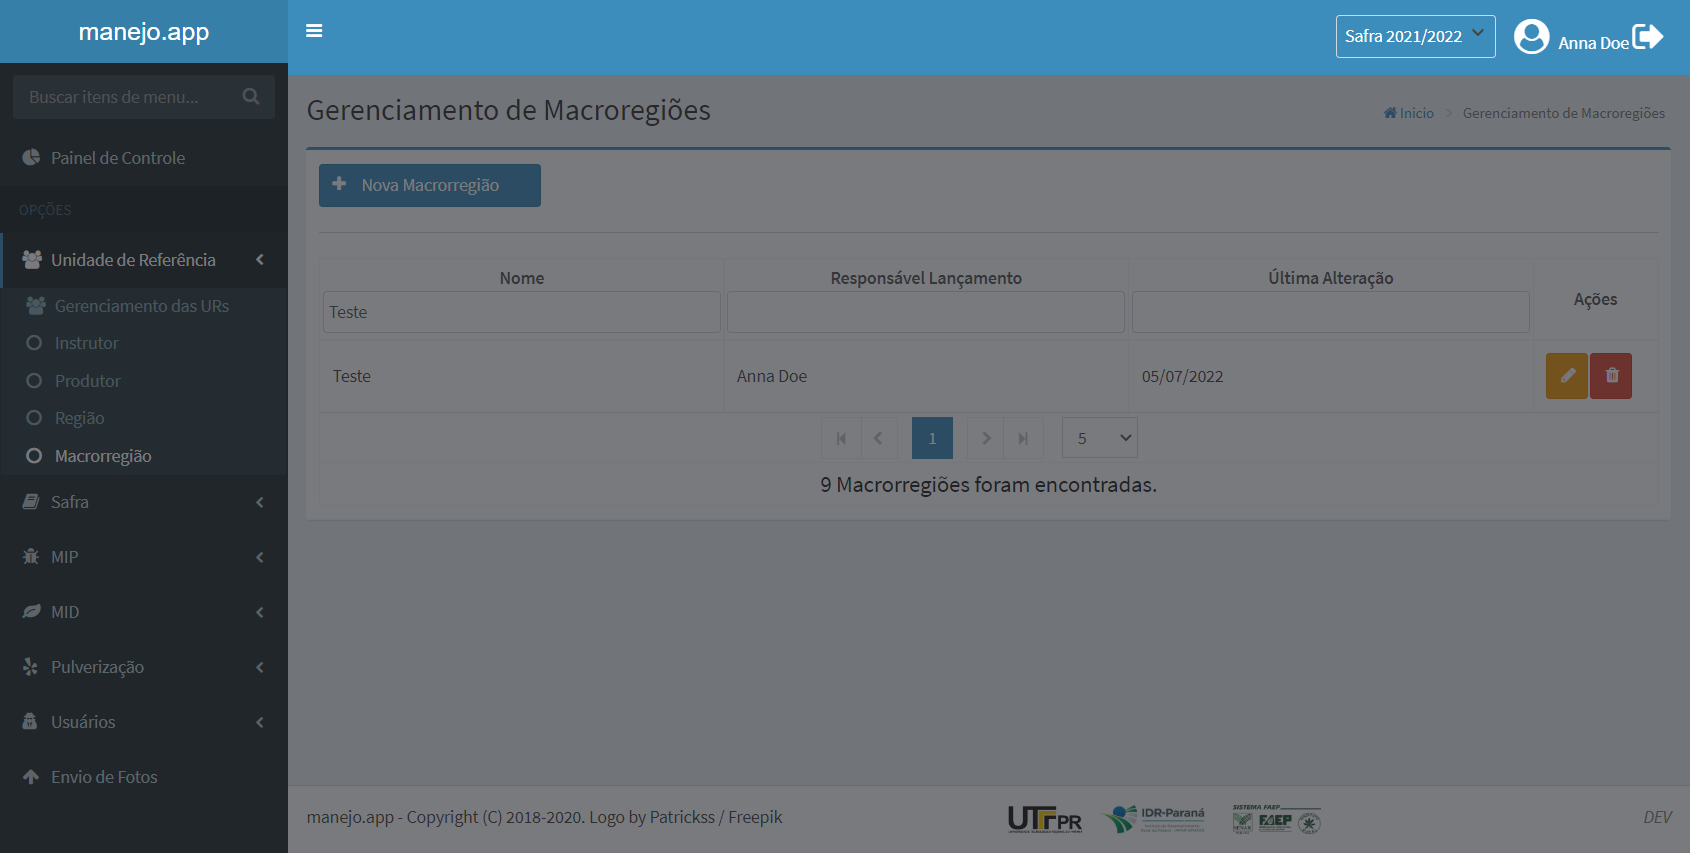 manejo.app
Safra 2021/2022
Anna Doe
Buscar itens de menu...
Painel de Controle
OPÇÕES
Unidade de Referência
Gerenciamento das URs
Instrutor
Produtor
Região
Macrorregião
Safra
MIP
MID
Pulverização
Usuários
Envio de Fotos
Gerenciamento de Macroregiões
Inicio > Gerenciamento de Macroregiões
Nova Macrorregião
Nome Responsável Lançamento Última Alteração Ações
Teste
Teste Anna Doe 05/07/2022
1 5
9 Macrorregiões foram encontradas.
manejo.app - Copyright (C) 2018-2020. Logo by Patrickss / Freepik
UTFPR
IDR-Paraná
SISTEMA FAEP
FAEP
DEV